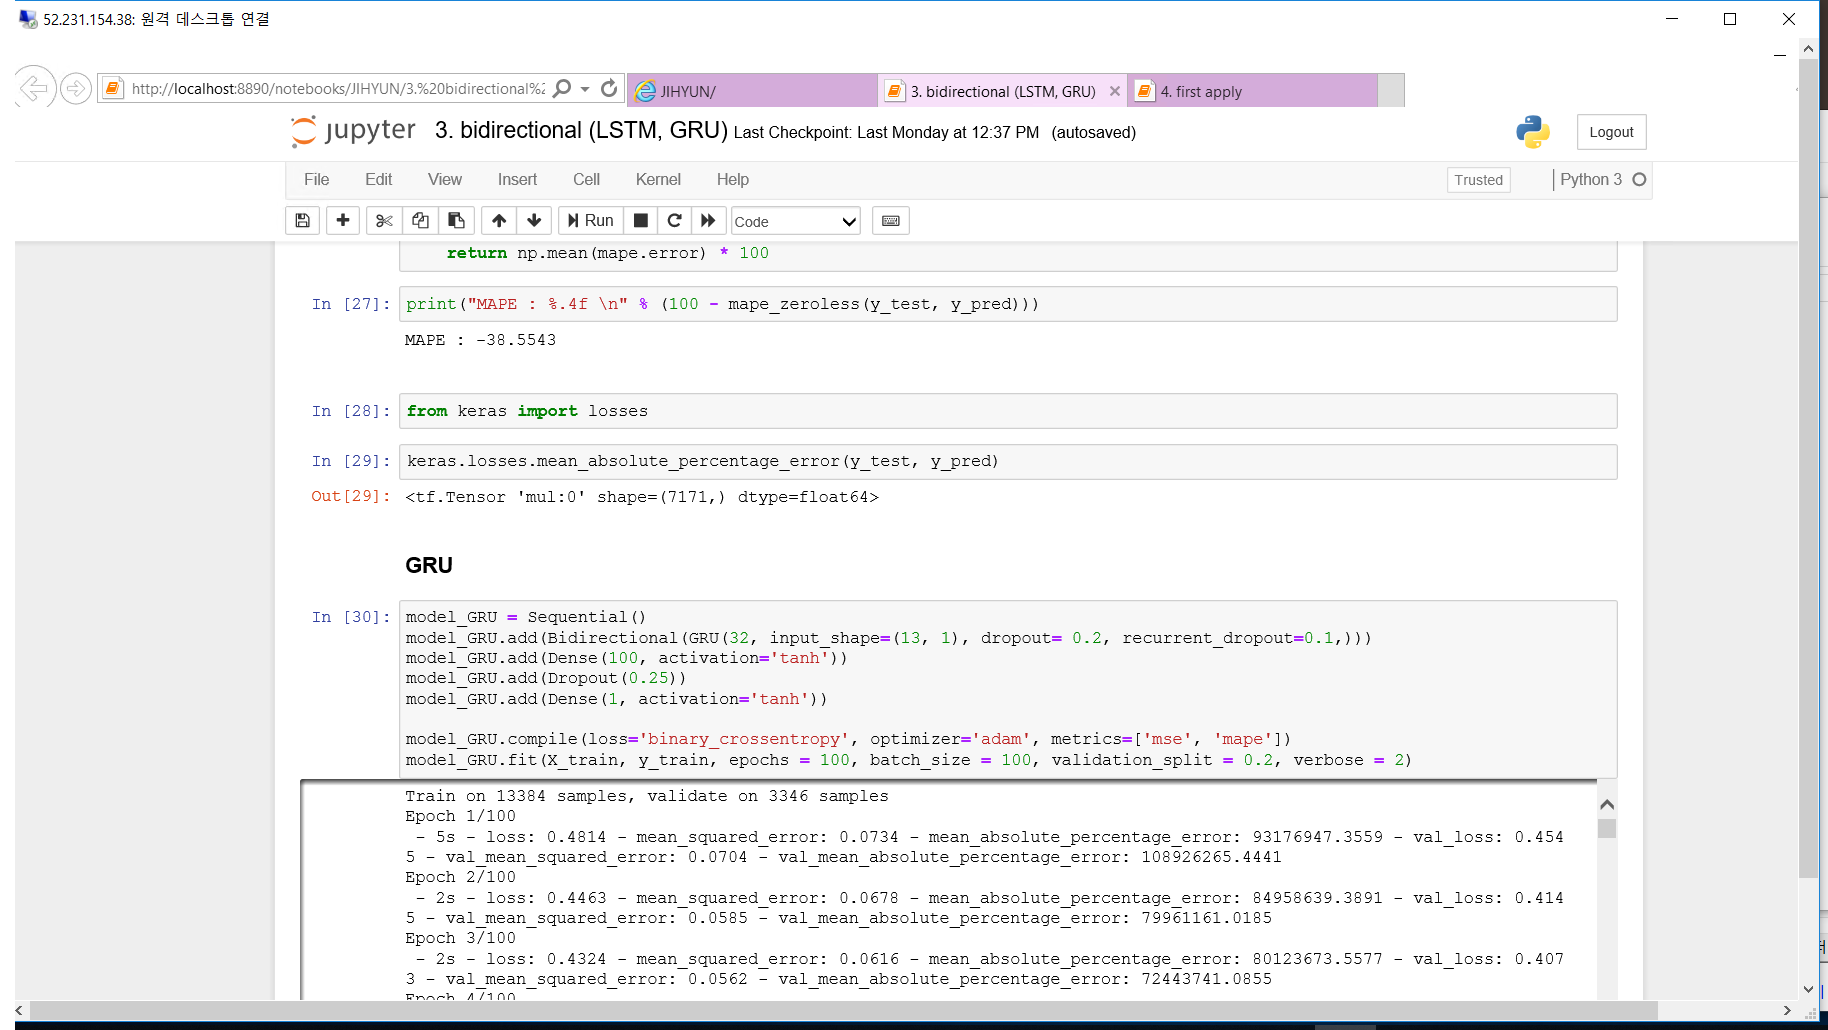 52.231.154.38: 원격 데스크톱 연결
http://localhost:8890/notebooks/JIHYUN/3.%20bidirectional%2
JIHYUN/
3. bidirectional (LSTM, GRU)
4. first apply
jupyter 3. bidirectional (LSTM, GRU) Last Checkpoint: Last Monday at 12:37 PM (autosaved)
Logout
File Edit View Insert Cell Kernel Help
Trusted
Python 3
Run
Code
return np.mean(mape.error) * 100
In [27]: print("MAPE : %.4f \n" % (100 - mape_zeroless(y_test, y_pred)))
MAPE : -38.5543
In [28]: from keras import losses
In [29]: keras.losses.mean_absolute_percentage_error(y_test, y_pred)
Out[29]: <tf.Tensor 'mul:0' shape=(7171,) dtype=float64>
GRU
In [30]: model_GRU = Sequential()
model_GRU.add(Bidirectional(GRU(32, input_shape=(13, 1), dropout= 0.2, recurrent_dropout=0.1,)))
model_GRU.add(Dense(100, activation='tanh'))
model_GRU.add(Dropout(0.25))
model_GRU.add(Dense(1, activation='tanh'))
model_GRU.compile(loss='binary_crossentropy', optimizer='adam', metrics=['mse', 'mape'])
model_GRU.fit(X_train, y_train, epochs = 100, batch_size = 100, validation_split = 0.2, verbose = 2)
Train on 13384 samples, validate on 3346 samples
Epoch 1/100
- 5s - loss: 0.4814 - mean_squared_error: 0.0734 - mean_absolute_percentage_error: 93176947.3559 - val_loss: 0.454
5 - val_mean_squared_error: 0.0704 - val_mean_absolute_percentage_error: 108926265.4441
Epoch 2/100
- 2s - loss: 0.4463 - mean_squared_error: 0.0678 - mean_absolute_percentage_error: 84958639.3891 - val_loss: 0.414
5 - val_mean_squared_error: 0.0585 - val_mean_absolute_percentage_error: 79961161.0185
Epoch 3/100
- 2s - loss: 0.4324 - mean_squared_error: 0.0616 - mean_absolute_percentage_error: 80123673.5577 - val_loss: 0.407
3 - val_mean_squared_error: 0.0562 - val_mean_absolute_percentage_error: 72443741.0855
Epoch 4/100